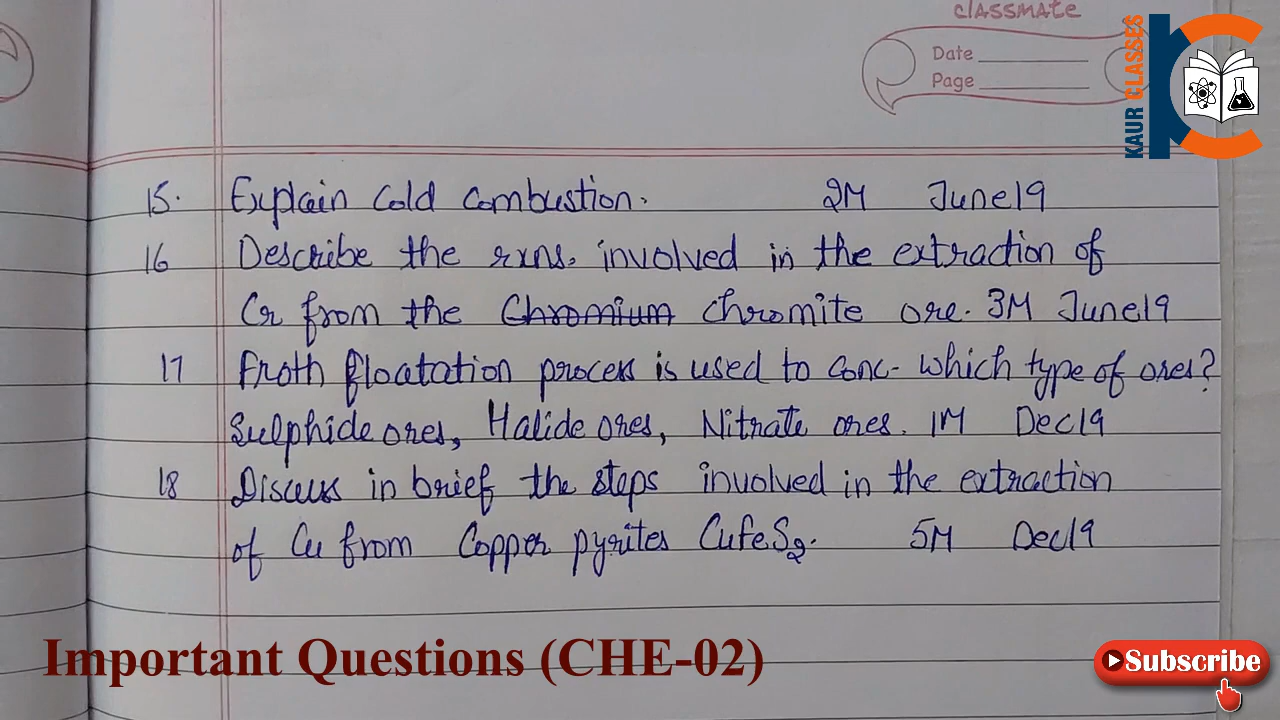 classmate
Date
Page
KAUR CLASSES
15. Explain Cold Combustion. 2M June19
16 Describe the rxns. involved in the extraction of
Cr from the Chromium chromite ore. 3M June19
17 Froth floatation process is used to conc- which type of ores?
Sulphide ores, Halide ores, Nitrate ores. 1M Dec19
18 Discuss in brief the steps involved in the extraction
of Cu from Copper pyrites CuFeS2. 5M Dec19
Important Questions (CHE-02)
Subscribe